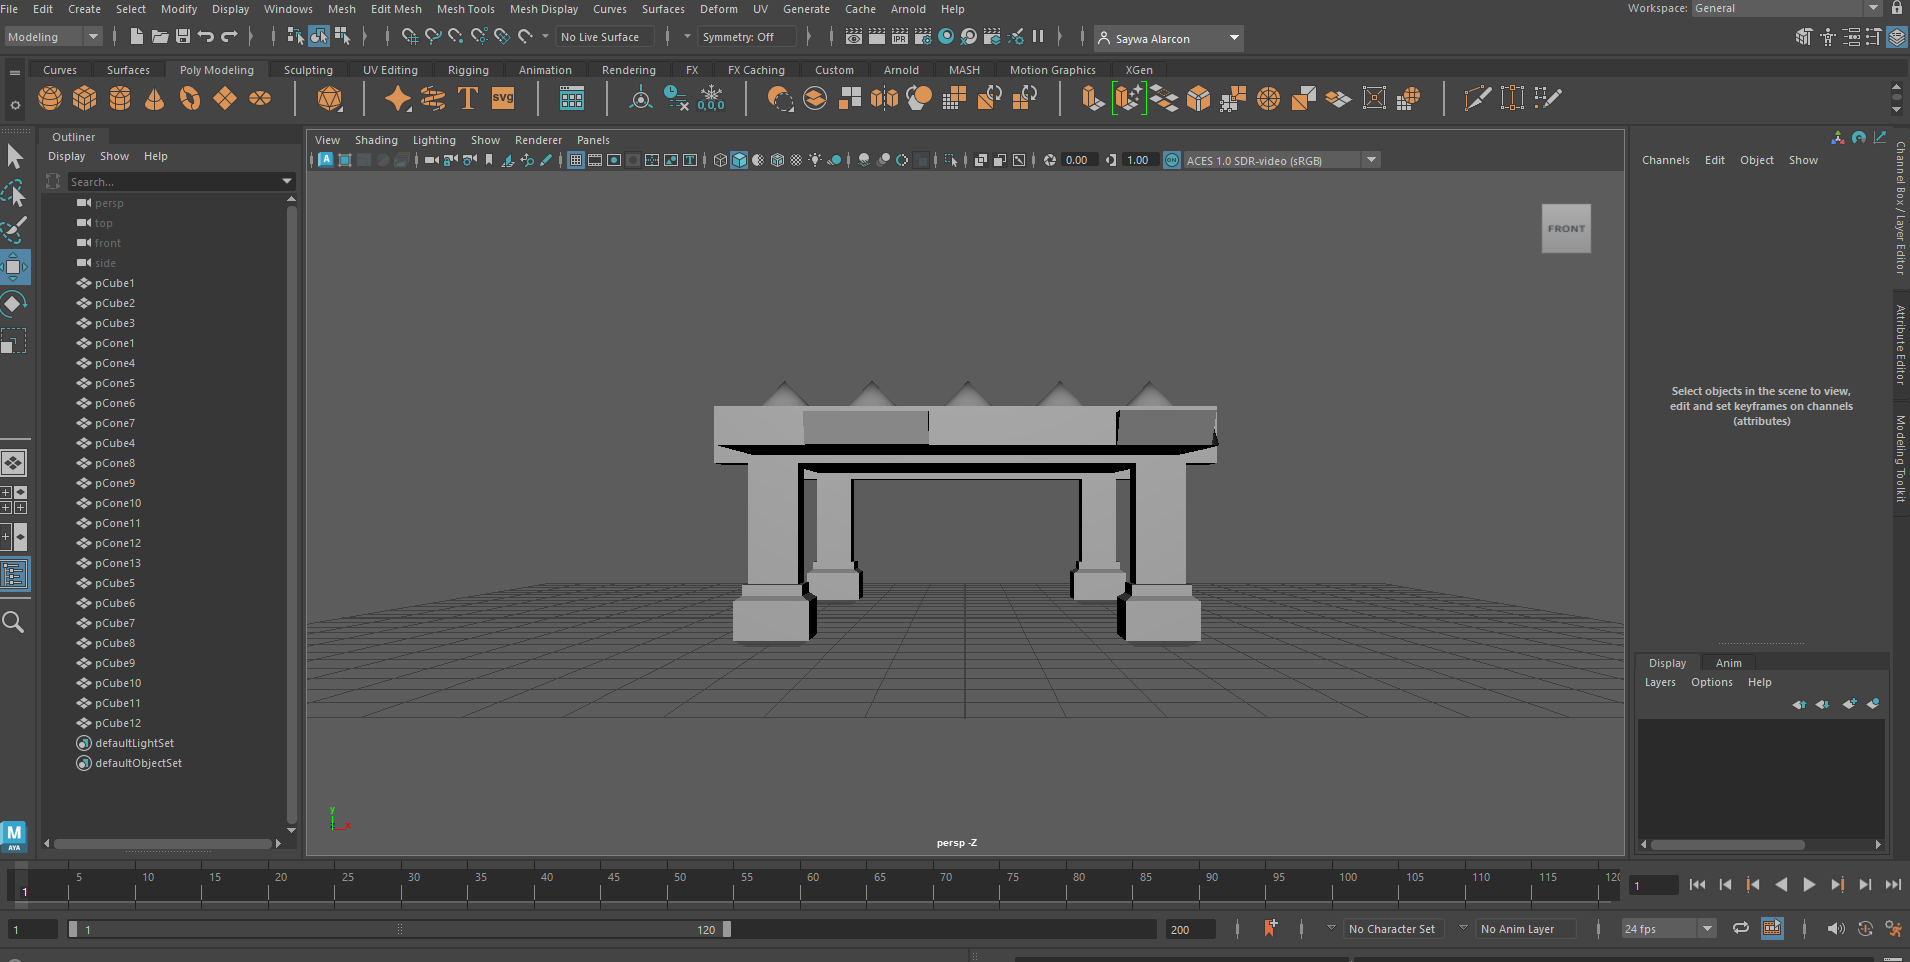 File Edit Create Select Modify Display Windows Mesh Edit Mesh Mesh Tools Mesh Display Curves Surfaces Deform UV Generate Cache Arnold Help Workspace: General
Modeling No Live Surface Symmetry: Off IPR Saywa Alarcon
Curves Surfaces Poly Modeling Sculpting UV Editing Rigging Animation Rendering FX FX Caching Custom Arnold MASH Motion Graphics XGen
T SVG 0,0,0
Outliner
Display Show Help
Search...
persp
top
front
side
pCube1
pCube2
pCube3
pCone1
pCone4
pCone5
pCone6
pCone7
pCube4
pCone8
pCone9
pCone10
pCone11
pCone12
pCone13
pCube5
pCube6
pCube7
pCube8
pCube9
pCube10
pCube11
pCube12
defaultLightSet
defaultObjectSet
M
AYA
View Shading Lighting Show Renderer Panels
A T 0.00 1.00 ON ACES 1.0 SDR-video (sRGB)
FRONT
y
persp -Z
Channels Edit Object Show
Select objects in the scene to view,
edit and set keyframes on channels
(attributes)
Channel Box / Layer Editor
Attribute Editor
Modeling Toolkit
Display Anim
Layers Options Help
5 10 15 20 25 30 35 40 45 50 55 60 65 70 75 80 85 90 95 100 105 110 115 120
1 1
1 1 120 200 No Character Set No Anim Layer 24 fps